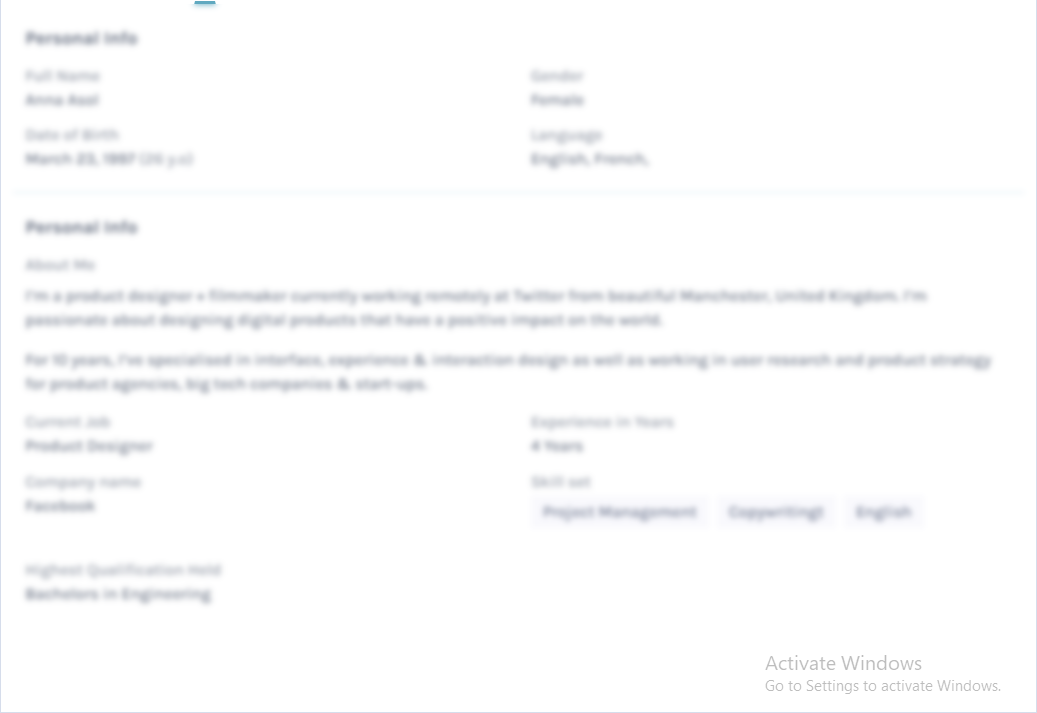 Personal Info
Full Name
Gender
Anna Asol
Female
Date of Birth
Language
March 23, 1997 (26 y.o)
English, French,
Personal Info
About Me
I'm a product designer + filmmaker currently working remotely at Twitter from beautiful Manchester, United Kingdom. I'm
passionate about designing digital products that have a positive impact on the world.
For 10 years, I've specialised in interface, experience & interaction design as well as working in user research and product strategy
for product agencies, big tech companies & start-ups.
Current Job
Experience in Years
Product Designer
4 Years
Company name
Skill set
Facebook
Project Management
Copywritingt
English
Highest Qualification Held
Bachelors in Engineering
Activate Windows
Go to Settings to activate Windows.